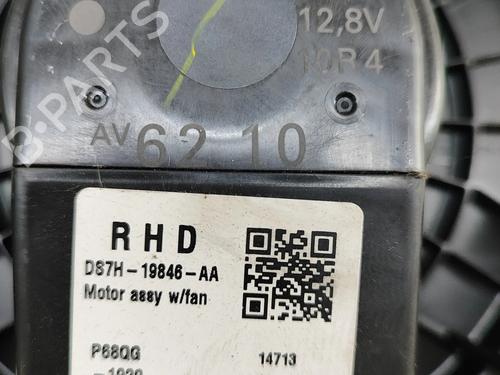 12,8V
10R4
B-PARTS
AV 62 10
RHD
DS7H-19846-AA
Motor assy w/fan
P68QG
14713